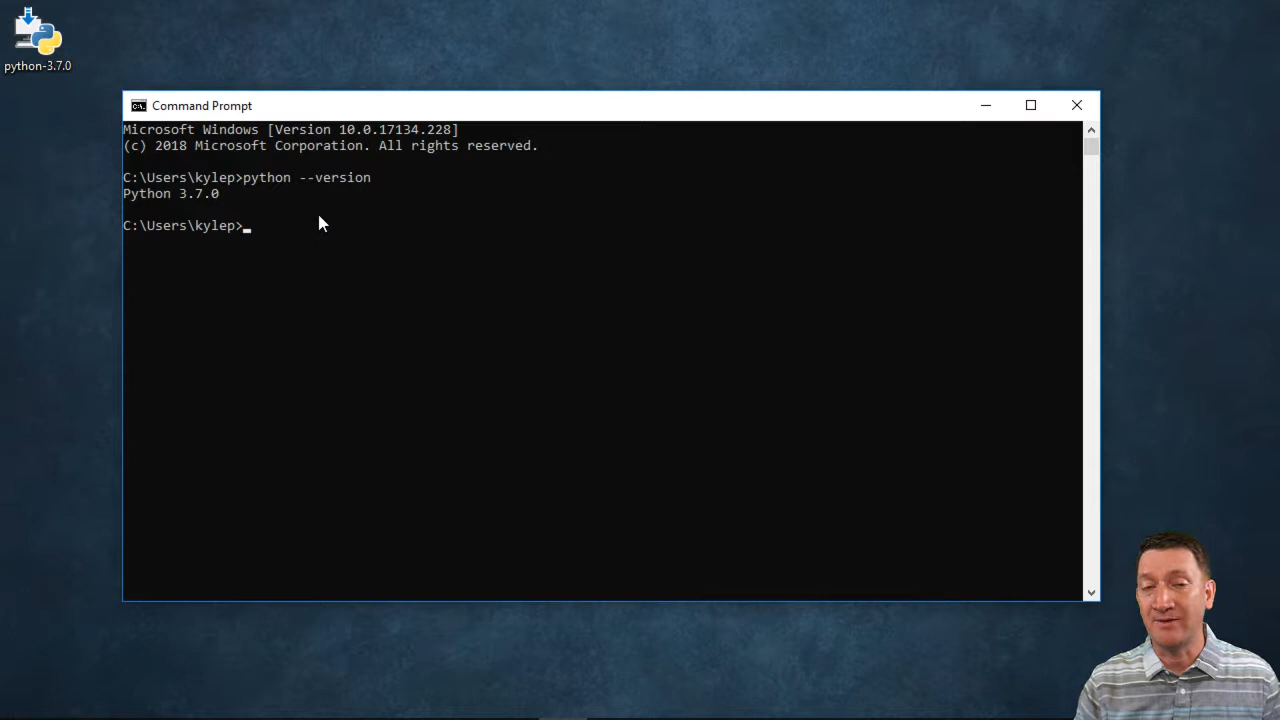 python-3.7.0
Command Prompt
Microsoft Windows [Version 10.0.17134.228]
(c) 2018 Microsoft Corporation. All rights reserved.
C:\Users\kylep>python --version
Python 3.7.0
C:\Users\kylep>